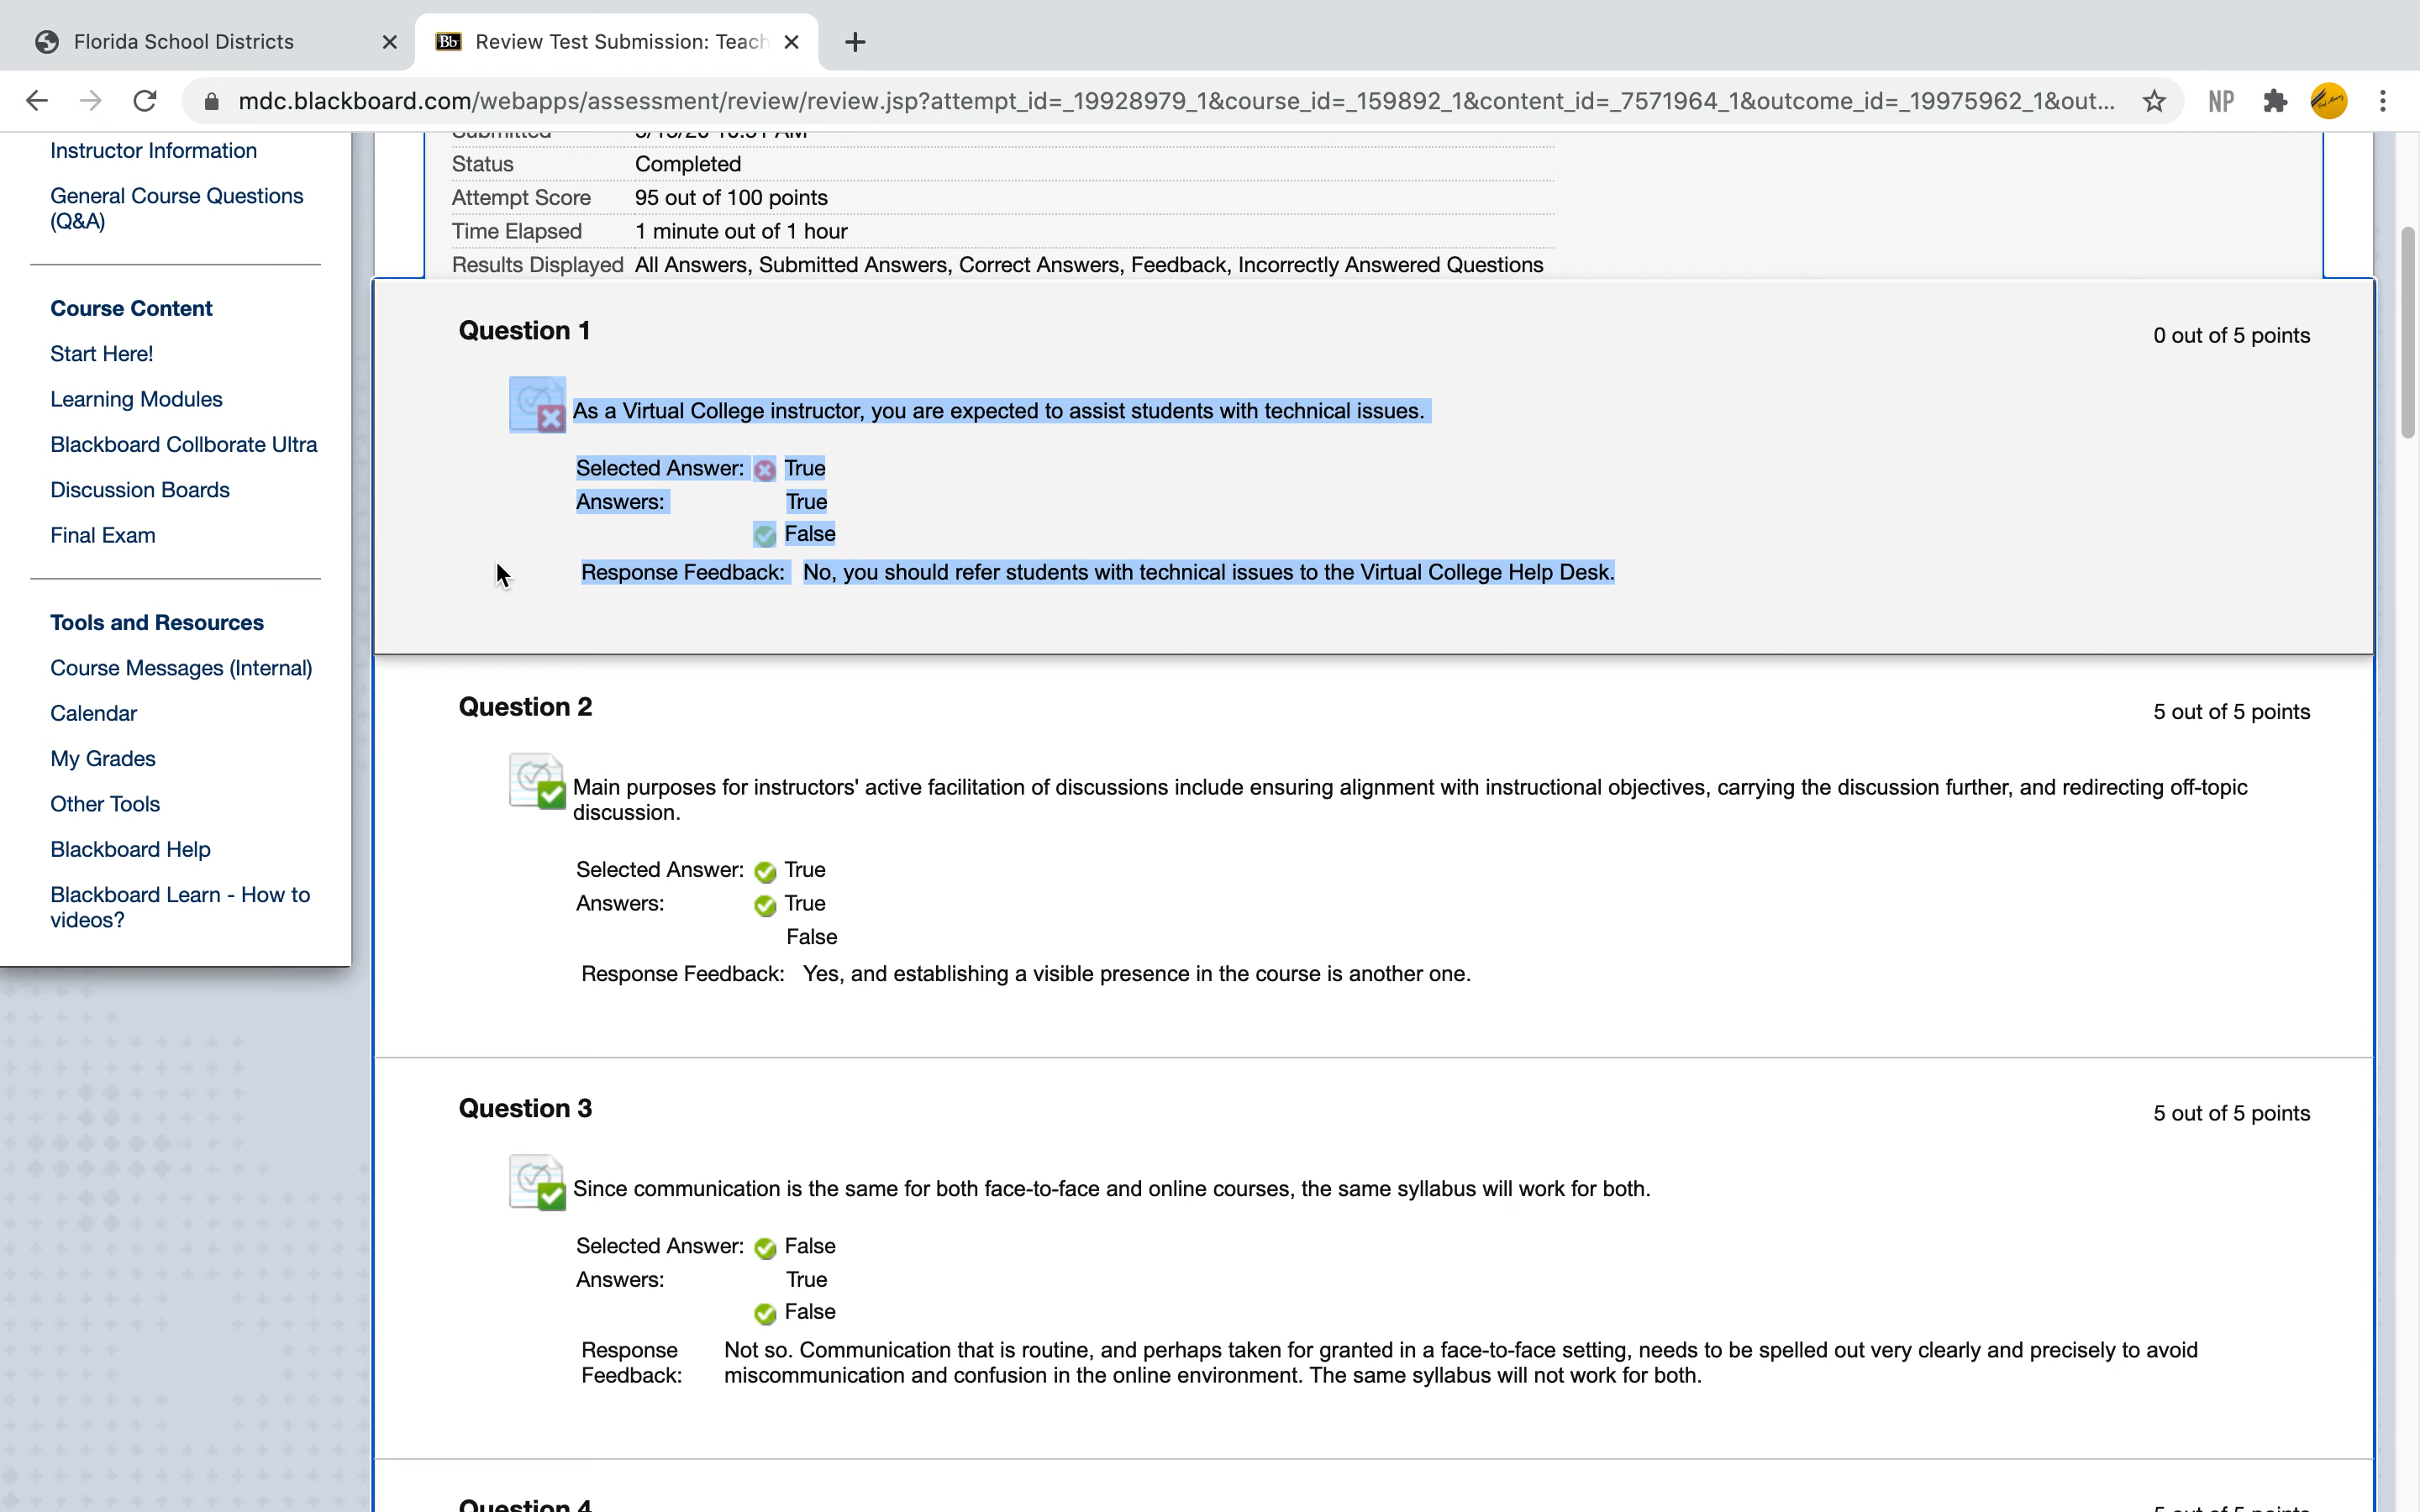 Florida School Districts
Bb Review Test Submission: Teach
mdc.blackboard.com/webapps/assessment/review/review.jsp?attempt_id=_19928979_1&course_id=_159892_1&content_id=_7571964_1&outcome_id=_19975962_1&out...
NP
Instructor Information
General Course Questions
(Q&A)
Course Content
Start Here!
Learning Modules
Blackboard Collborate Ultra
Discussion Boards
Final Exam
Tools and Resources
Course Messages (Internal)
Calendar
My Grades
Other Tools
Blackboard Help
Blackboard Learn - How to
videos?
Submitted
Status Completed
Attempt Score 95 out of 100 points
Time Elapsed 1 minute out of 1 hour
Results Displayed All Answers, Submitted Answers, Correct Answers, Feedback, Incorrectly Answered Questions
Question 1 0 out of 5 points
As a Virtual College instructor, you are expected to assist students with technical issues.
Selected Answer: True
Answers: True
False
Response Feedback: No, you should refer students with technical issues to the Virtual College Help Desk.
Question 2 5 out of 5 points
Main purposes for instructors' active facilitation of discussions include ensuring alignment with instructional objectives, carrying the discussion further, and redirecting off-topic
discussion.
Selected Answer: True
Answers: True
False
Response Feedback: Yes, and establishing a visible presence in the course is another one.
Question 3 5 out of 5 points
Since communication is the same for both face-to-face and online courses, the same syllabus will work for both.
Selected Answer: False
Answers: True
False
Response Not so. Communication that is routine, and perhaps taken for granted in a face-to-face setting, needs to be spelled out very clearly and precisely to avoid
Feedback: miscommunication and confusion in the online environment. The same syllabus will not work for both.
Question 4 5 out of 5 points